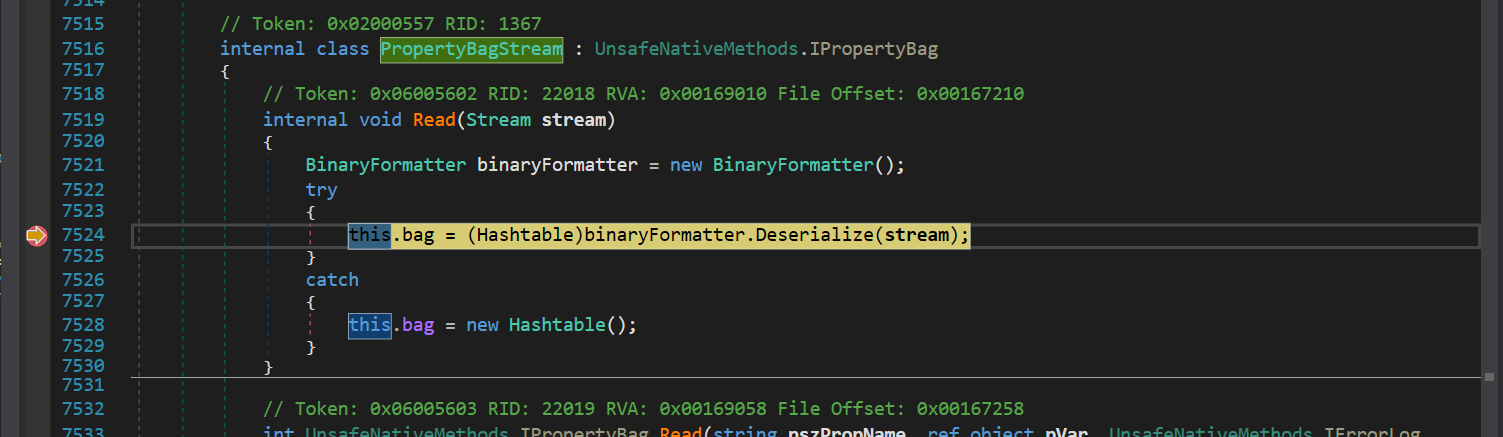 7514
7515 // Token: 0x02000557 RID: 1367
7516 internal class PropertyBagStream : UnsafeNativeMethods.IPropertyBag
7517 {
7518 // Token: 0x06005602 RID: 22018 RVA: 0x00169010 File Offset: 0x00167210
7519 internal void Read(Stream stream)
7520 {
7521 BinaryFormatter binaryFormatter = new BinaryFormatter();
7522 try
7523 {
7524 this.bag = (Hashtable)binaryFormatter.Deserialize(stream);
7525 }
7526 catch
7527 {
7528 this.bag = new Hashtable();
7529 }
7530 }
7531
7532 // Token: 0x06005603 RID: 22019 RVA: 0x00169058 File Offset: 0x00167258
7533 int UnsafeNativeMethods.IPropertyBag.Read(string pszPropName, ref object pVar, UnsafeNativeMethods.IErrorLog